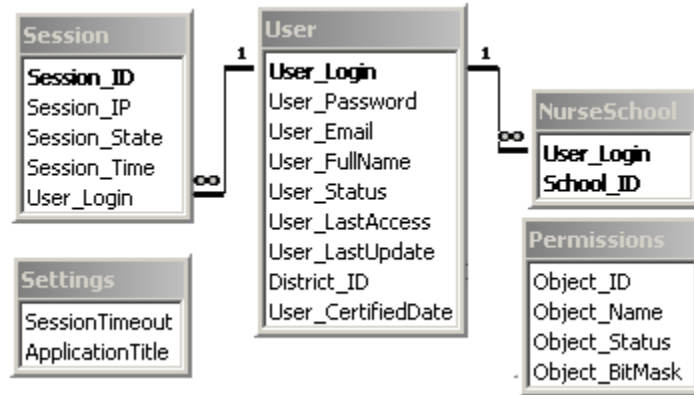 Session
Session_ID
Session_IP
Session_State
Session_Time
User_Login
User
User_Login
User_Password
User_Email
User_FullName
User_Status
User_LastAccess
User_LastUpdate
District_ID
User_CertifiedDate
1
∞
1
∞
NurseSchool
User_Login
School_ID
Settings
SessionTimeout
ApplicationTitle
Permissions
Object_ID
Object_Name
Object_Status
Object_BitMask